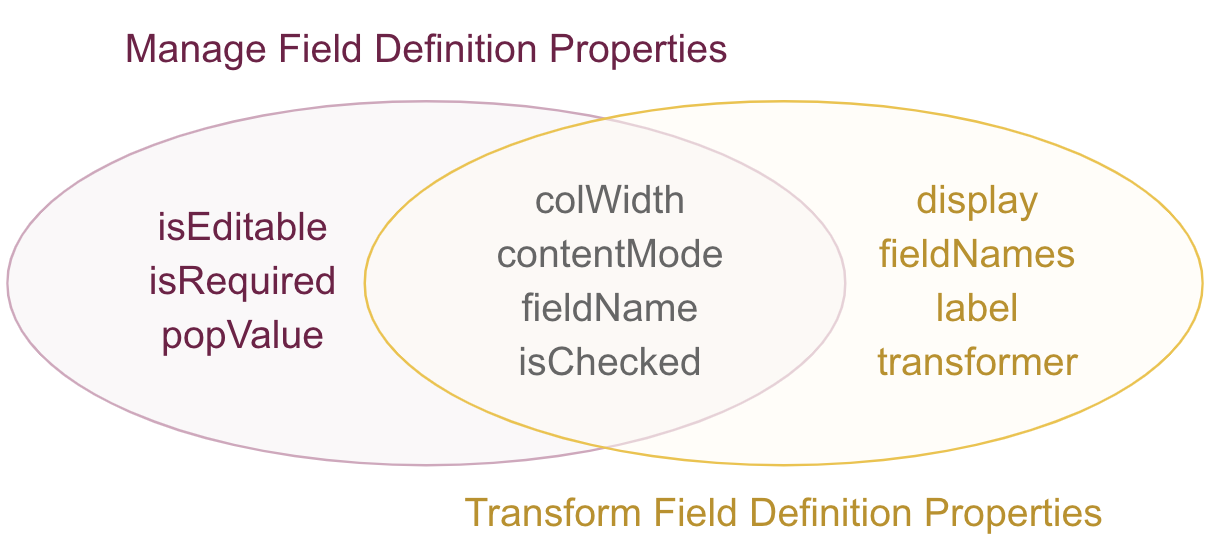 Manage Field Definition Properties
isEditable
isRequired
popValue
colWidth
contentMode
fieldName
isChecked
display
fieldNames
label
transformer
Transform Field Definition Properties